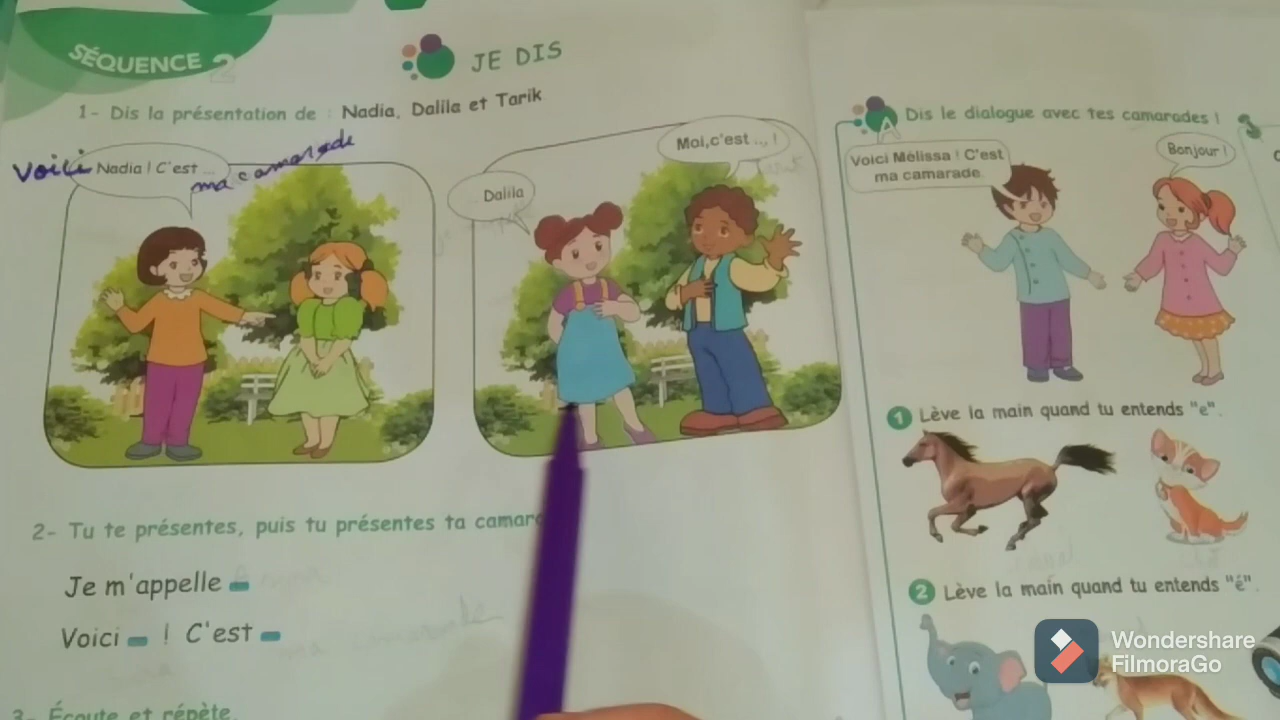 SÉQUENCE 2
JE DIS
1- Dis la présentation de : Nadia, Dalila et Tarik
Voici Nadia ! C'est ...
ma camarade
Dalila
Moi, c'est ... !
2- Tu te présentes, puis tu présentes ta camar
Je m'appelle
Voici ! C'est
3- Écoute et répète.
A Dis le dialogue avec tes camarades !
Voici Mélissa ! C'est
ma camarade
Bonjour !
1 Lève la main quand tu entends "e".
2 Lève la main quand tu entends "é".
Wondershare
FilmoraGo